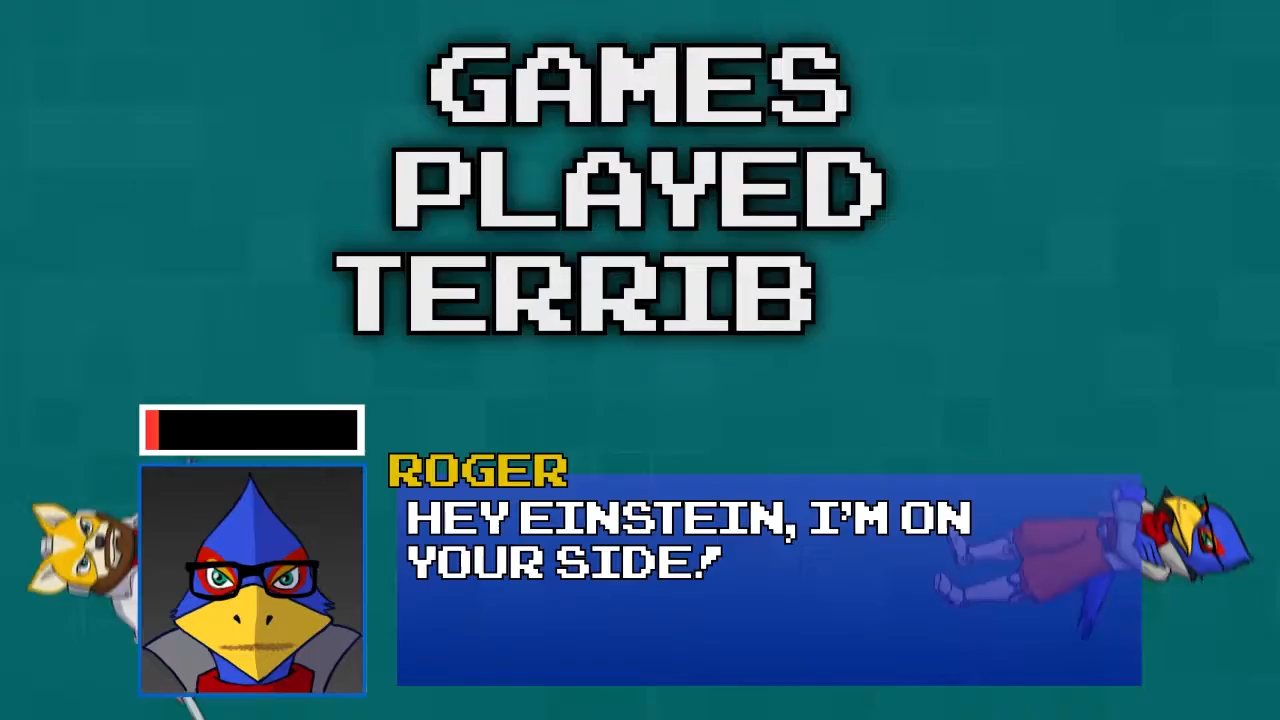 GAMES
PLAYED
TERRIB
ROGER
HEY EINSTEIN, I'M ON
YOUR SIDE!